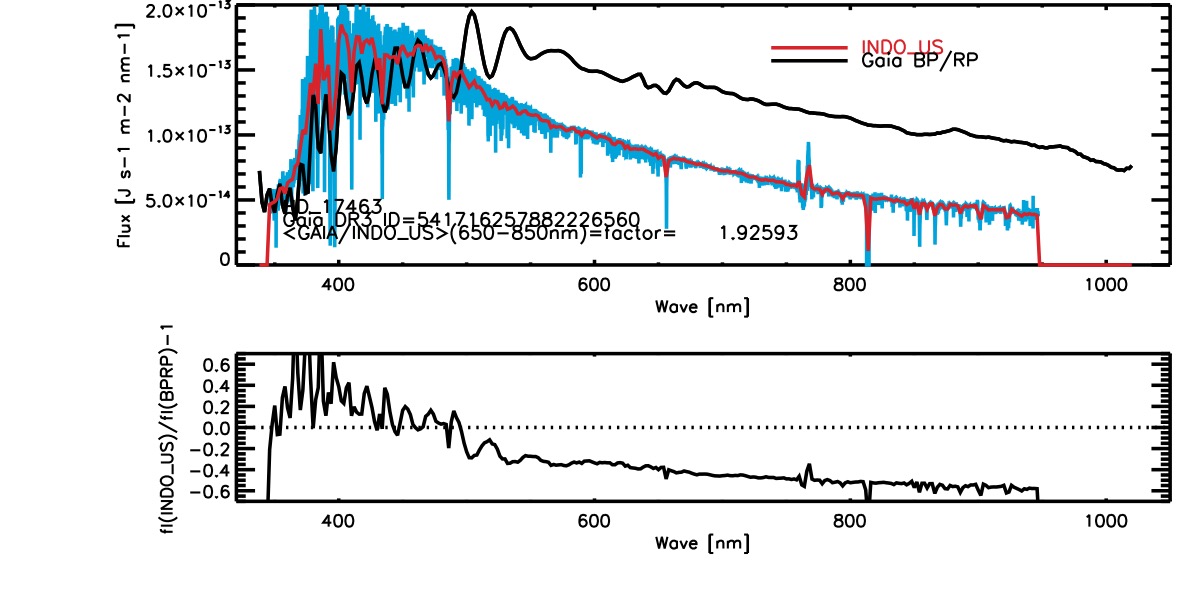 2.0×10−13
1.5×10−13
1.0×10−13
5.0×10−14
0
Flux [J s−1 m−2 nm−1]
INDO_US
Gaia BP/RP
HD_17463
Gaia DR3 ID=541716257882226560
<GAIA/INDO_US>(650−850nm)=factor= 1.92593
400 600 800 1000
Wave [nm]
0.6
0.4
0.2
0.0
−0.2
−0.4
−0.6
fl(INDO_US)/fl(BPRP)−1
400 600 800 1000
Wave [nm]